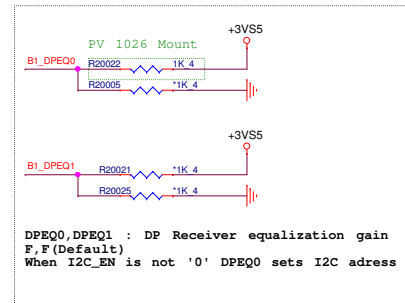 +3VS5
PV 1026 Mount
B1_DPEQ0 R20022 1K_4
R20005 *1K_4
+3VS5
B1_DPEQ1 R20021 *1K_4
R20025 *1K_4
DPEQ0,DPEQ1 : DP Receiver equalization gain
F,F(Default)
When I2C_EN is not '0' DPEQ0 sets I2C adress